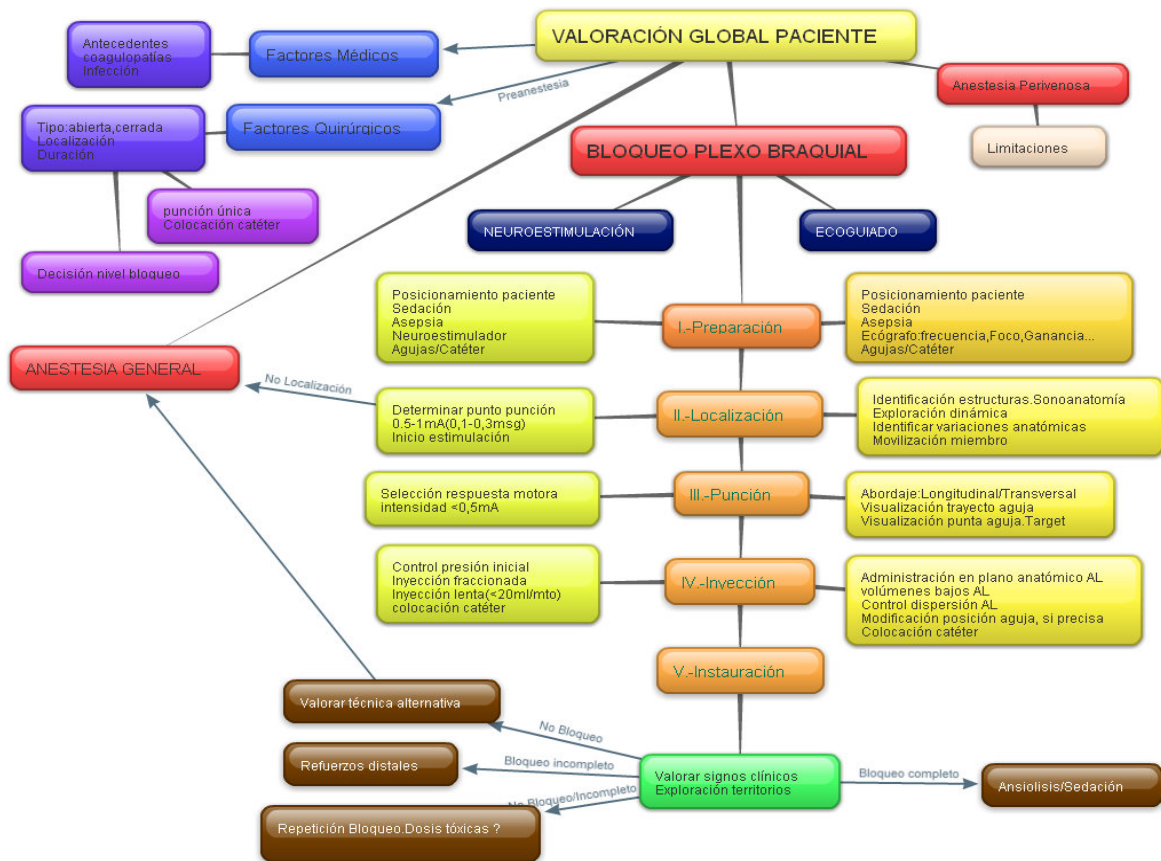 VALORACIÓN GLOBAL PACIENTE
Antecedentes
coagulopatías
Infección
Factores Médicos
Preanestesia
Anestesia Perivenosa
Tipo:abierta,cerrada
Localización
Duración
Factores Quirúrgicos
Limitaciones
BLOQUEO PLEXO BRAQUIAL
punción única
Colocación catéter
NEUROESTIMULACIÓN
ECOGUIADO
Decisión nivel bloqueo
Posicionamiento paciente
Sedación
Asepsia
Neuroestimulador
Agujas/Catéter
I.-Preparación
Posicionamiento paciente
Sedación
Asepsia
Ecógrafo:frecuencia,Foco,Ganancia...
Agujas/Catéter
ANESTESIA GENERAL
No Localización
Determinar punto punción
0.5-1mA(0,1-0,3msg)
Inicio estimulación
II.-Localización
Identificación estructuras.Sonoanatomía
Exploración dinámica
Identificar variaciones anatómicas
Movilización miembro
Selección respuesta motora
intensidad <0,5mA
III.-Punción
Abordaje:Longitudinal/Transversal
Visualización trayecto aguja
Visualización punta aguja.Target
Control presión inicial
Inyección fraccionada
Inyección lenta(<20ml/mto)
colocación catéter
IV.-Inyección
Administración en plano anatómico AL
volúmenes bajos AL
Control dispersión AL
Modificación posición aguja, si precisa
Colocación catéter
V.-Instauración
Valorar técnica alternativa
No Bloqueo
Refuerzos distales
Bloqueo incompleto
Valorar signos clínicos
Exploración territorios
Bloqueo completo
Ansiolisis/Sedación
No Bloqueo/Incompleto
Repetición Bloqueo.Dosis tóxicas ?